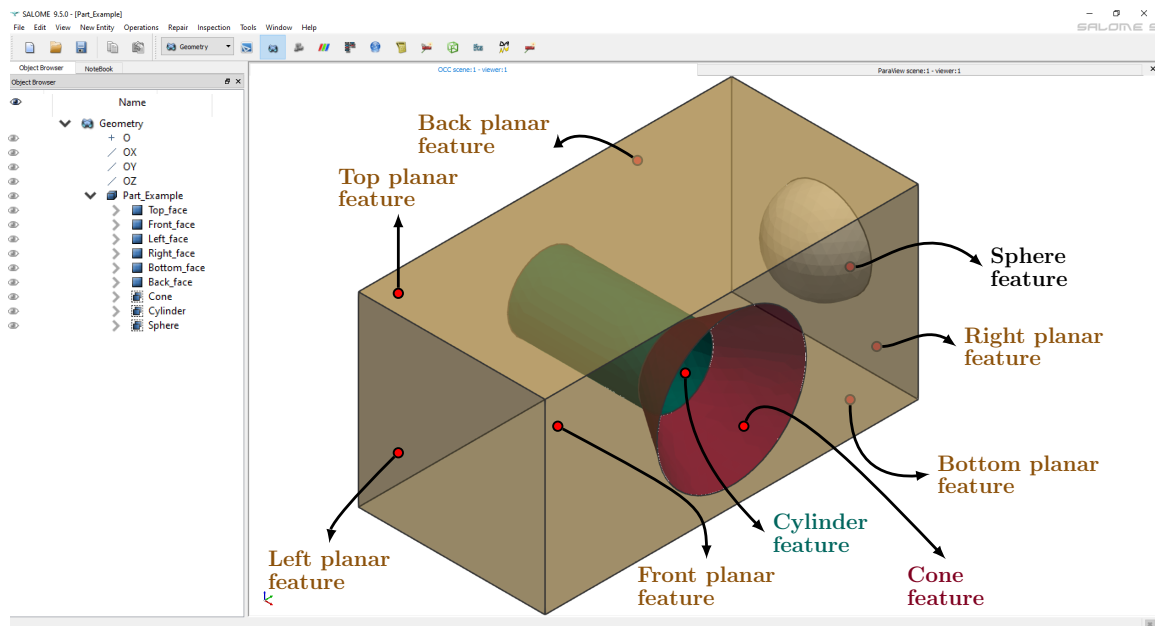 SALOME 9.5.0 - [Part_Example]
File Edit View New Entity Operations Repair Inspection Tools Window Help
SALOME
Geometry
Object Browser NoteBook
OCC scene:1 - viewer:1
ParaView scene:1 - viewer:1
Object Browser
Name
Geometry
O
OX
OY
OZ
Part_Example
Top_face
Front_face
Left_face
Right_face
Bottom_face
Back_face
Cone
Cylinder
Sphere
Back planar
feature
Top planar
feature
Sphere
feature
Right planar
feature
Bottom planar
feature
Cylinder
feature
Left planar
feature
Front planar
feature
Cone
feature